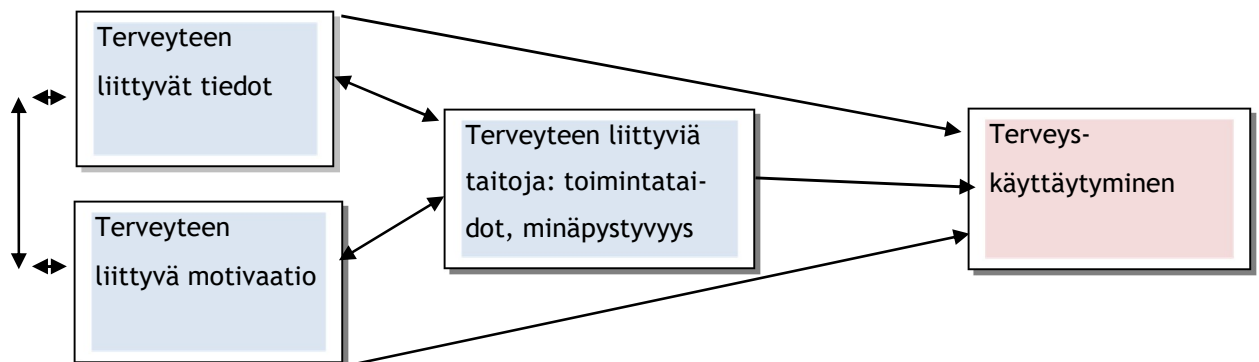 Terveyteen
liittyvät tiedot
Terveyteen
liittyvä motivaatio
Terveyteen liittyviä
taitoja: toimintatai-
dot, minäpystyvyys
Terveys-
käyttäytyminen